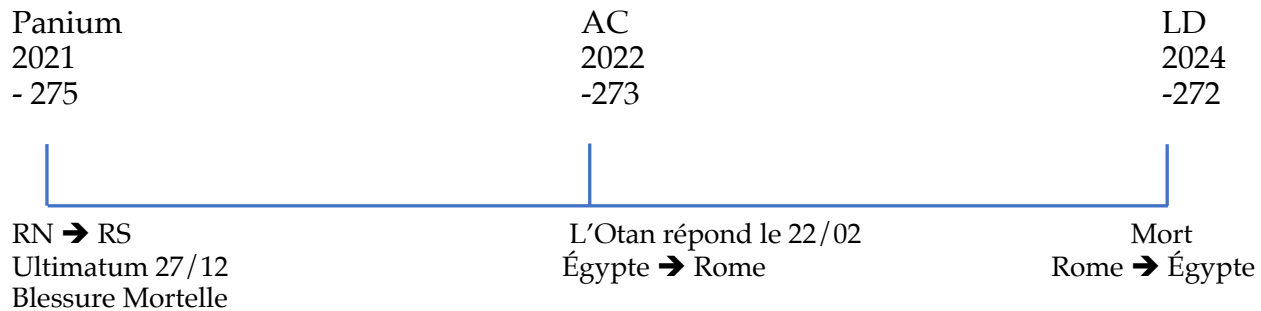 Panium AC LD
2021 2022 2024
- 275 -273 -272
RN ➔ RS L’Otan répond le 22/02 Mort
Ultimatum 27/12 Égypte ➔ Rome Rome ➔ Égypte
Blessure Mortelle